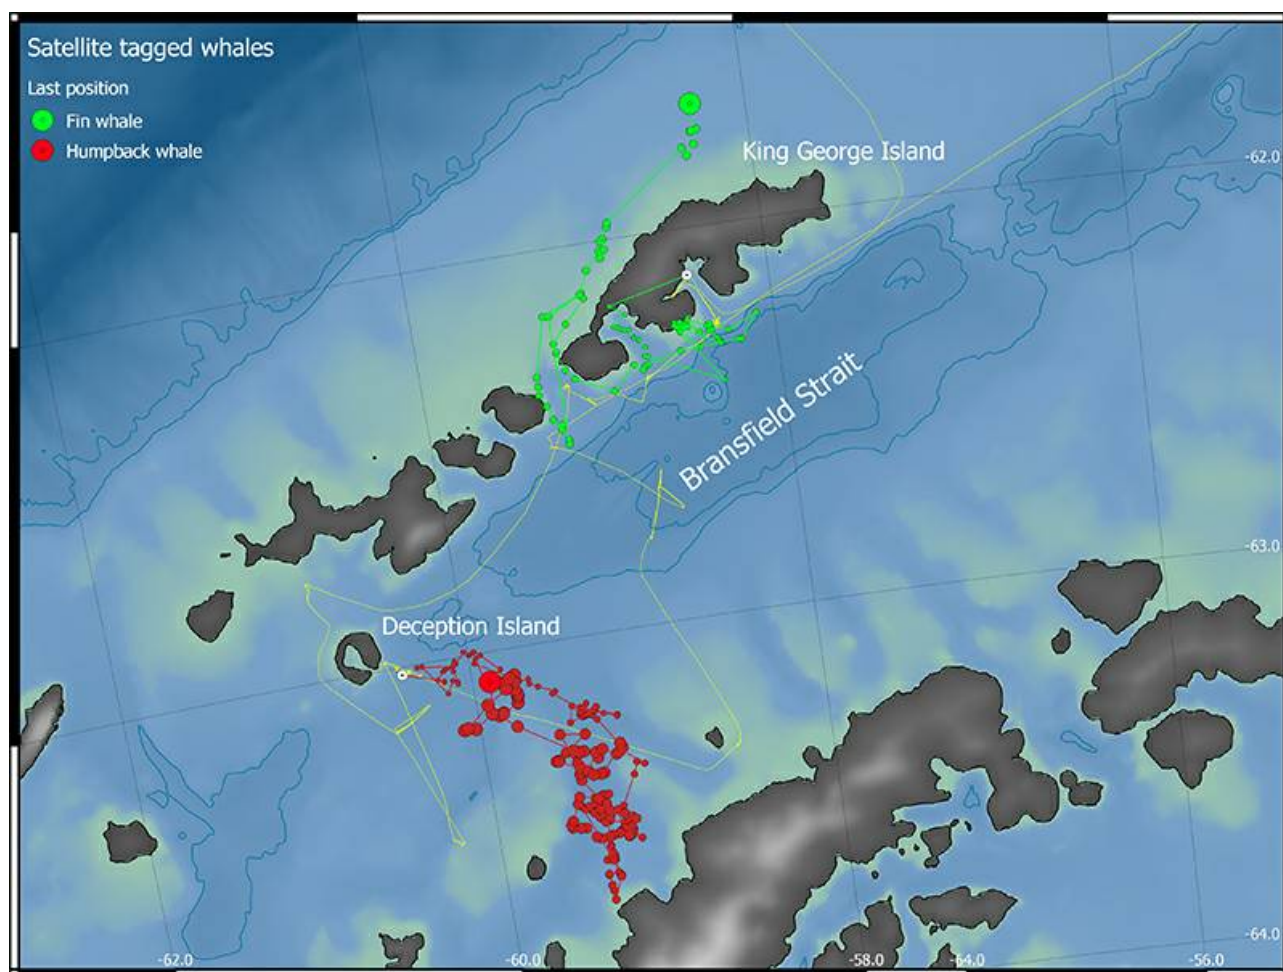 Satellite tagged whales
Last position
Fin whale
Humpback whale
King George Island
-62.0
Bransfield Strait
-63.0
Deception Island
-64.0
-62.0
-60.0
-58.0
-64.0
-56.0